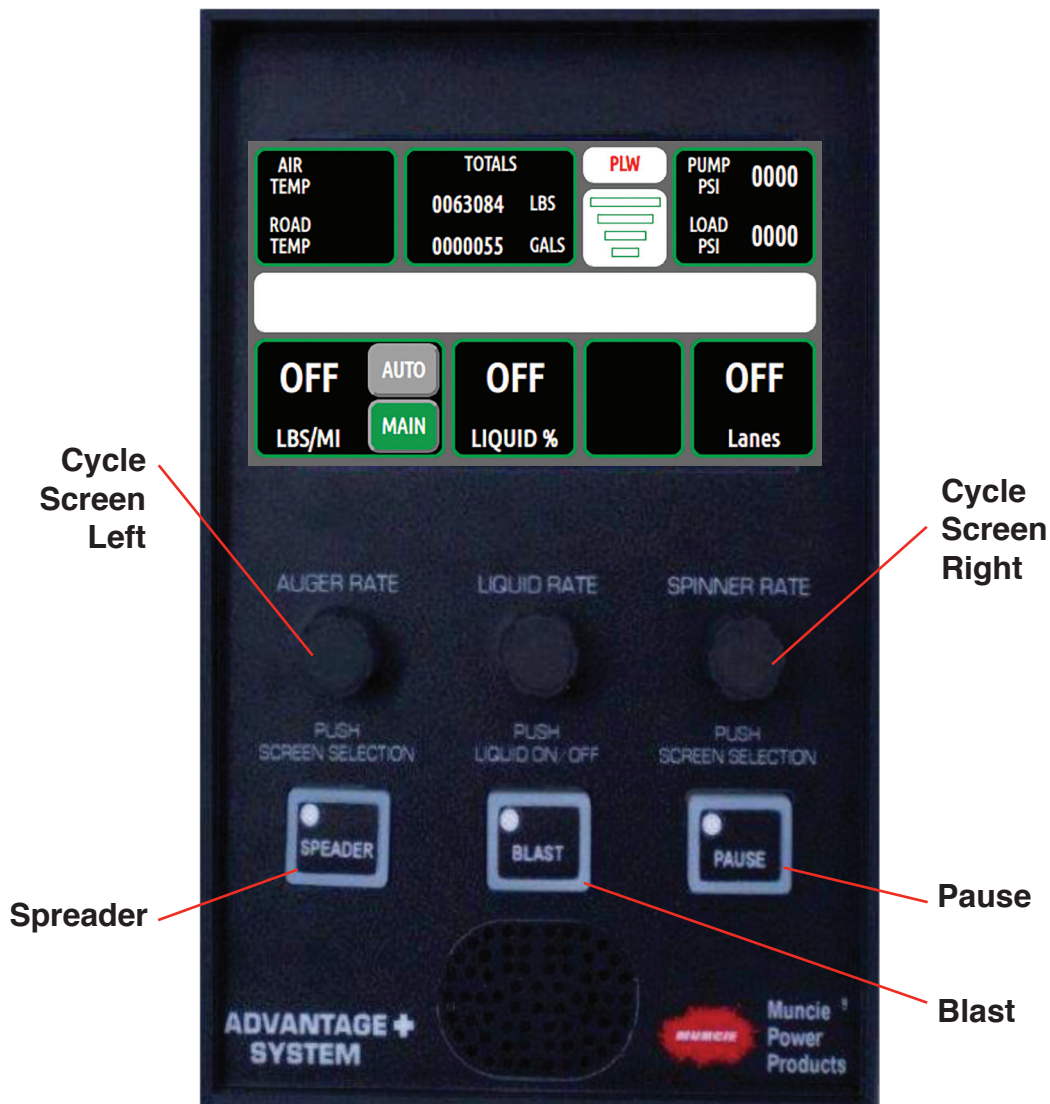 AIR
TEMP
ROAD
TEMP
TOTALS
0063084 LBS
0000055 GALS
PLW
PUMP
PSI 0000
LOAD
PSI 0000
OFF
AUTO
MAIN
LBS/MI
OFF
LIQUID %
OFF
Lanes
Cycle
Screen
Left
Cycle
Screen
Right
AUGER RATE
LIQUID RATE
SPINNER RATE
PUSH
SCREEN SELECTION
PUSH
LIQUID ON/OFF
PUSH
SCREEN SELECTION
SPEADER
BLAST
PAUSE
Spreader
Pause
Blast
ADVANTAGE +
SYSTEM
MUNCIE
Muncie
Power
Products